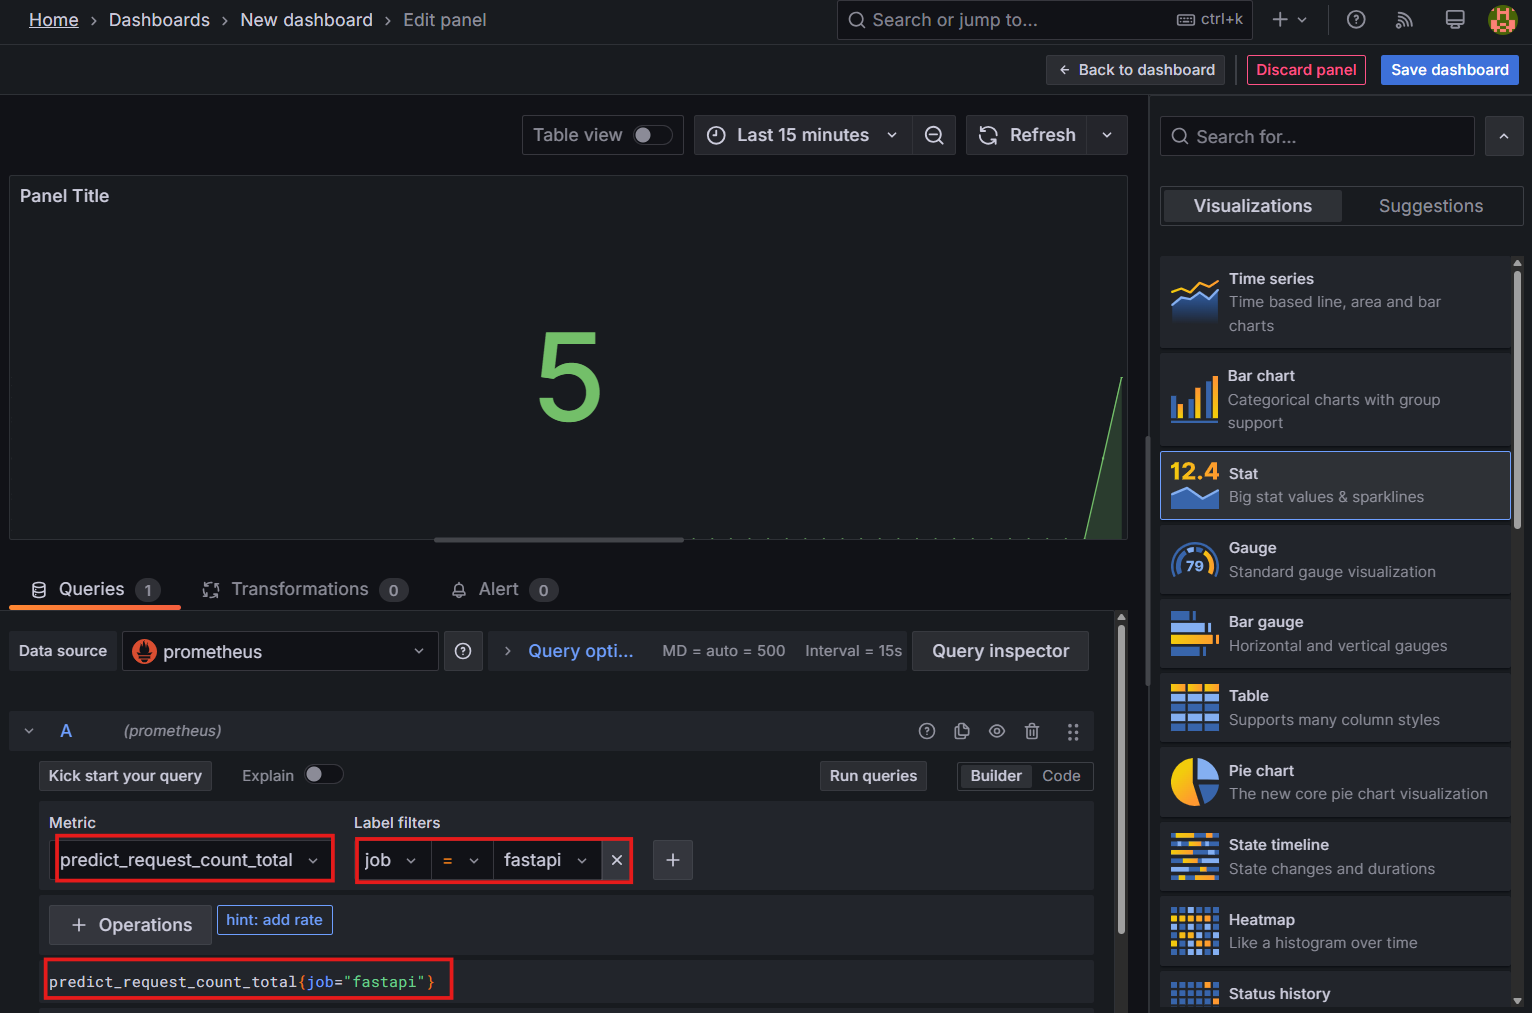 Home › Dashboards › New dashboard › Edit panel
Search or jump to...
ctrl+k
← Back to dashboard
Discard panel
Save dashboard
Table view
Last 15 minutes
Refresh
Search for...
Panel Title
Visualizations
Suggestions
5
Time series
Time based line, area and bar
charts
Bar chart
Categorical charts with group
support
12.4
Stat
Big stat values & sparklines
79
Gauge
Standard gauge visualization
Bar gauge
Horizontal and vertical gauges
Table
Supports many column styles
Pie chart
The new core pie chart visualization
State timeline
State changes and durations
Heatmap
Like a histogram over time
Status history
Queries 1
Transformations 0
Alert 0
Data source
prometheus
Query opti...
MD = auto = 500
Interval = 15s
Query inspector
A
(prometheus)
Kick start your query
Explain
Run queries
Builder
Code
Metric
Label filters
predict_request_count_total
job
=
fastapi
+ Operations
hint: add rate
predict_request_count_total{job="fastapi"}